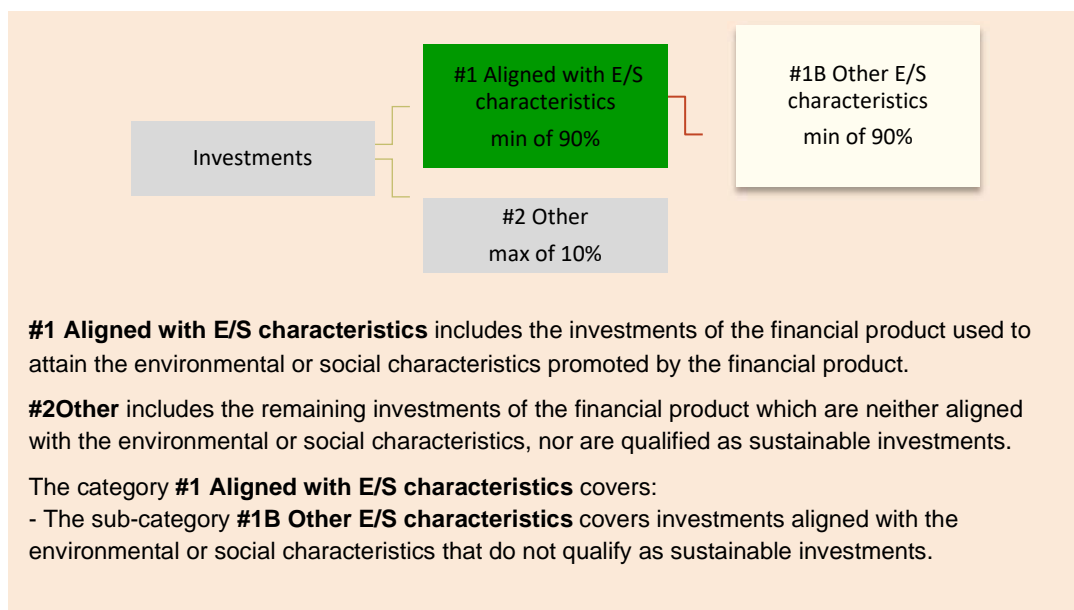 #1 Aligned with E/S
characteristics
min of 90%
#1B Other E/S
characteristics
min of 90%
Investments
#2 Other
max of 10%
#1 Aligned with E/S characteristics includes the investments of the financial product used to
attain the environmental or social characteristics promoted by the financial product.
#2Other includes the remaining investments of the financial product which are neither aligned
with the environmental or social characteristics, nor are qualified as sustainable investments.
The category #1 Aligned with E/S characteristics covers:
- The sub-category #1B Other E/S characteristics covers investments aligned with the
environmental or social characteristics that do not qualify as sustainable investments.